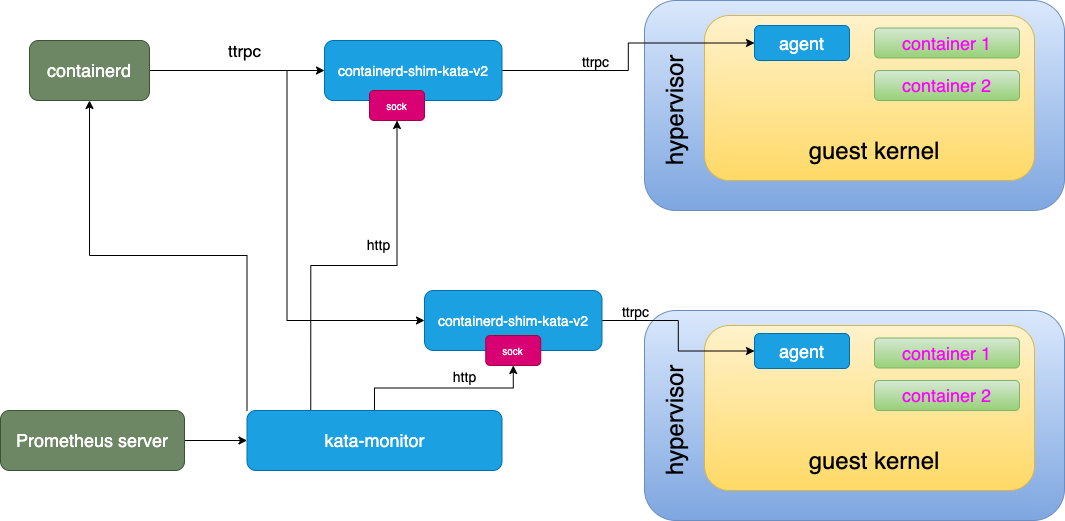 containerd
ttrpc
containerd-shim-kata-v2
sock
ttrpc
hypervisor
agent
container 1
container 2
guest kernel
http
containerd-shim-kata-v2
sock
ttrpc
http
hypervisor
agent
container 1
container 2
guest kernel
Prometheus server
kata-monitor